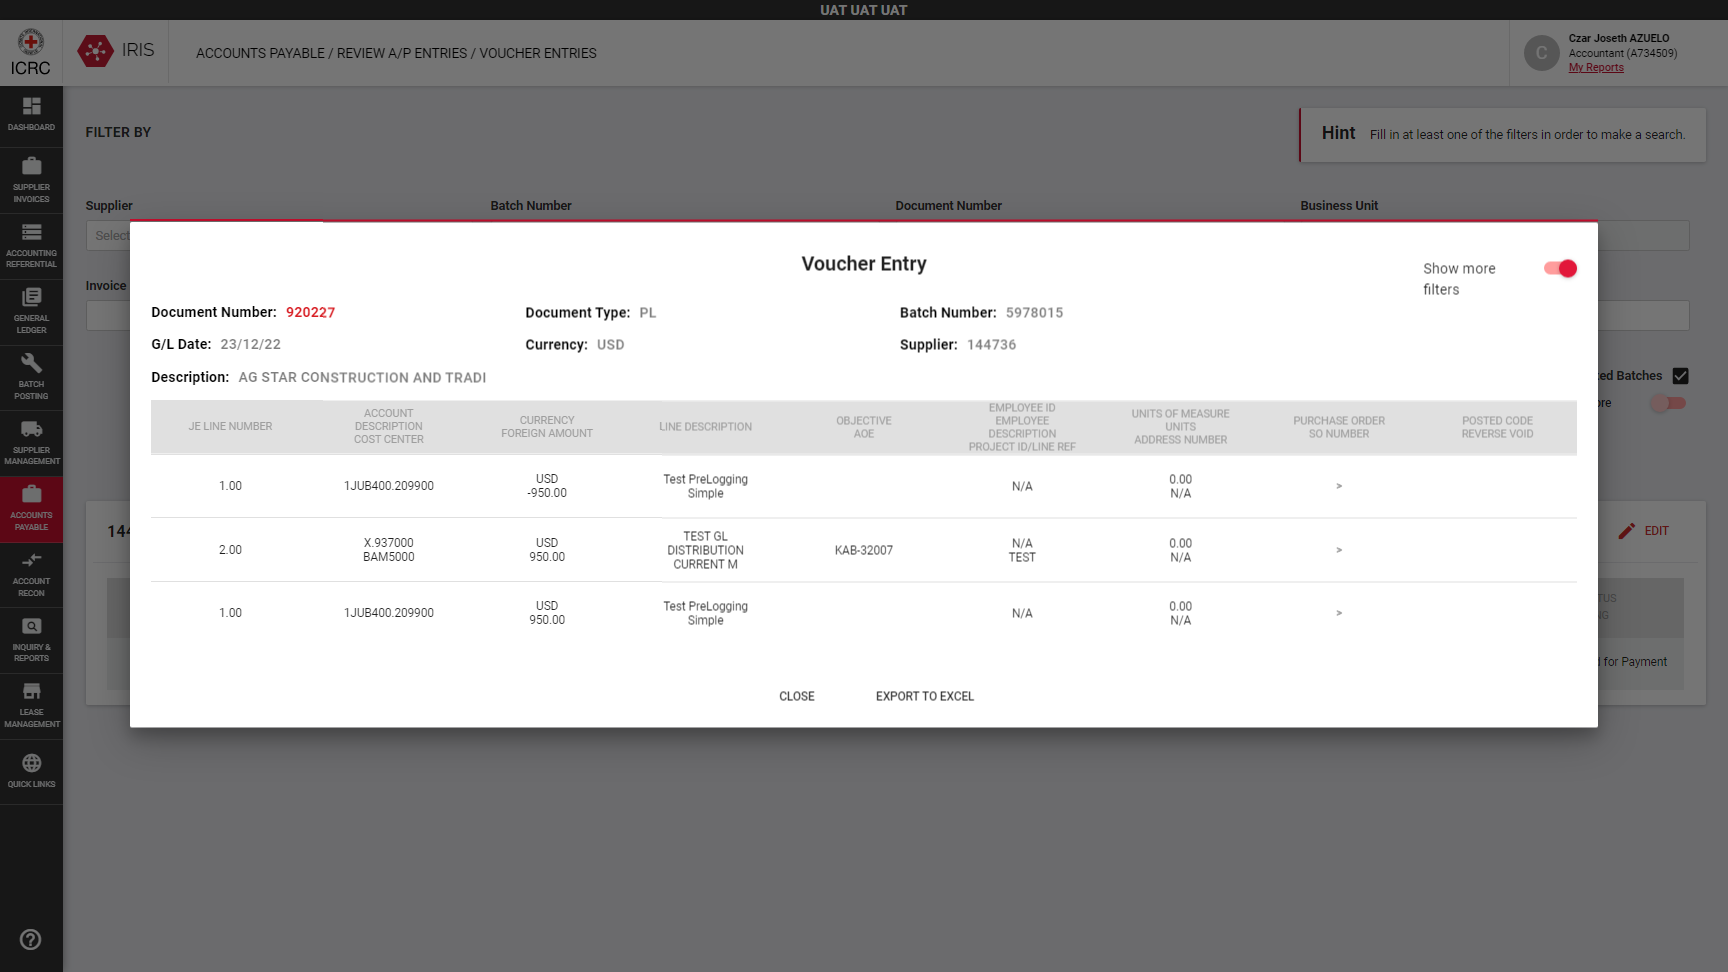 UAT UAT UAT
ICRC
IRIS
ACCOUNTS PAYABLE / REVIEW A/P ENTRIES / VOUCHER ENTRIES
C
Czar Joseth AZUELO
Accountant (A734509)
My Reports
DASHBOARD
SUPPLIER
INVOICES
ACCOUNTING
REFERENTIAL
GENERAL
LEDGER
BATCH
POSTING
SUPPLIER
MANAGEMENT
ACCOUNTS
PAYABLE
ACCOUNT
RECON
INQUIRY &
REPORTS
LEASE
MANAGEMENT
QUICK LINKS
FILTER BY
Hint Fill in at least one of the filters in order to make a search.
Supplier Batch Number Document Number Business Unit
Select
Invoice
Batches
EDIT
for Payment
Voucher Entry
Show more
filters
Document Number: 920227 Document Type: PL Batch Number: 5978015
G/L Date: 23/12/22 Currency: USD Supplier: 144736
Description: AG STAR CONSTRUCTION AND TRADI
JE LINE NUMBER
ACCOUNT
DESCRIPTION
COST CENTER
CURRENCY
FOREIGN AMOUNT
LINE DESCRIPTION
OBJECTIVE
AOE
EMPLOYEE ID
EMPLOYEE
DESCRIPTION
PROJECT ID/LINE REF
UNITS OF MEASURE
UNITS
ADDRESS NUMBER
PURCHASE ORDER
SO NUMBER
POSTED CODE
REVERSE VOID
1.00
1JUB400.209900
USD
-950.00
Test PreLogging
Simple
N/A
0.00
N/A
>
2.00
X.937000
BAM5000
USD
950.00
TEST GL
DISTRIBUTION
CURRENT M
KAB-32007
N/A
TEST
0.00
N/A
>
1.00
1JUB400.209900
USD
950.00
Test PreLogging
Simple
N/A
0.00
N/A
>
CLOSE EXPORT TO EXCEL